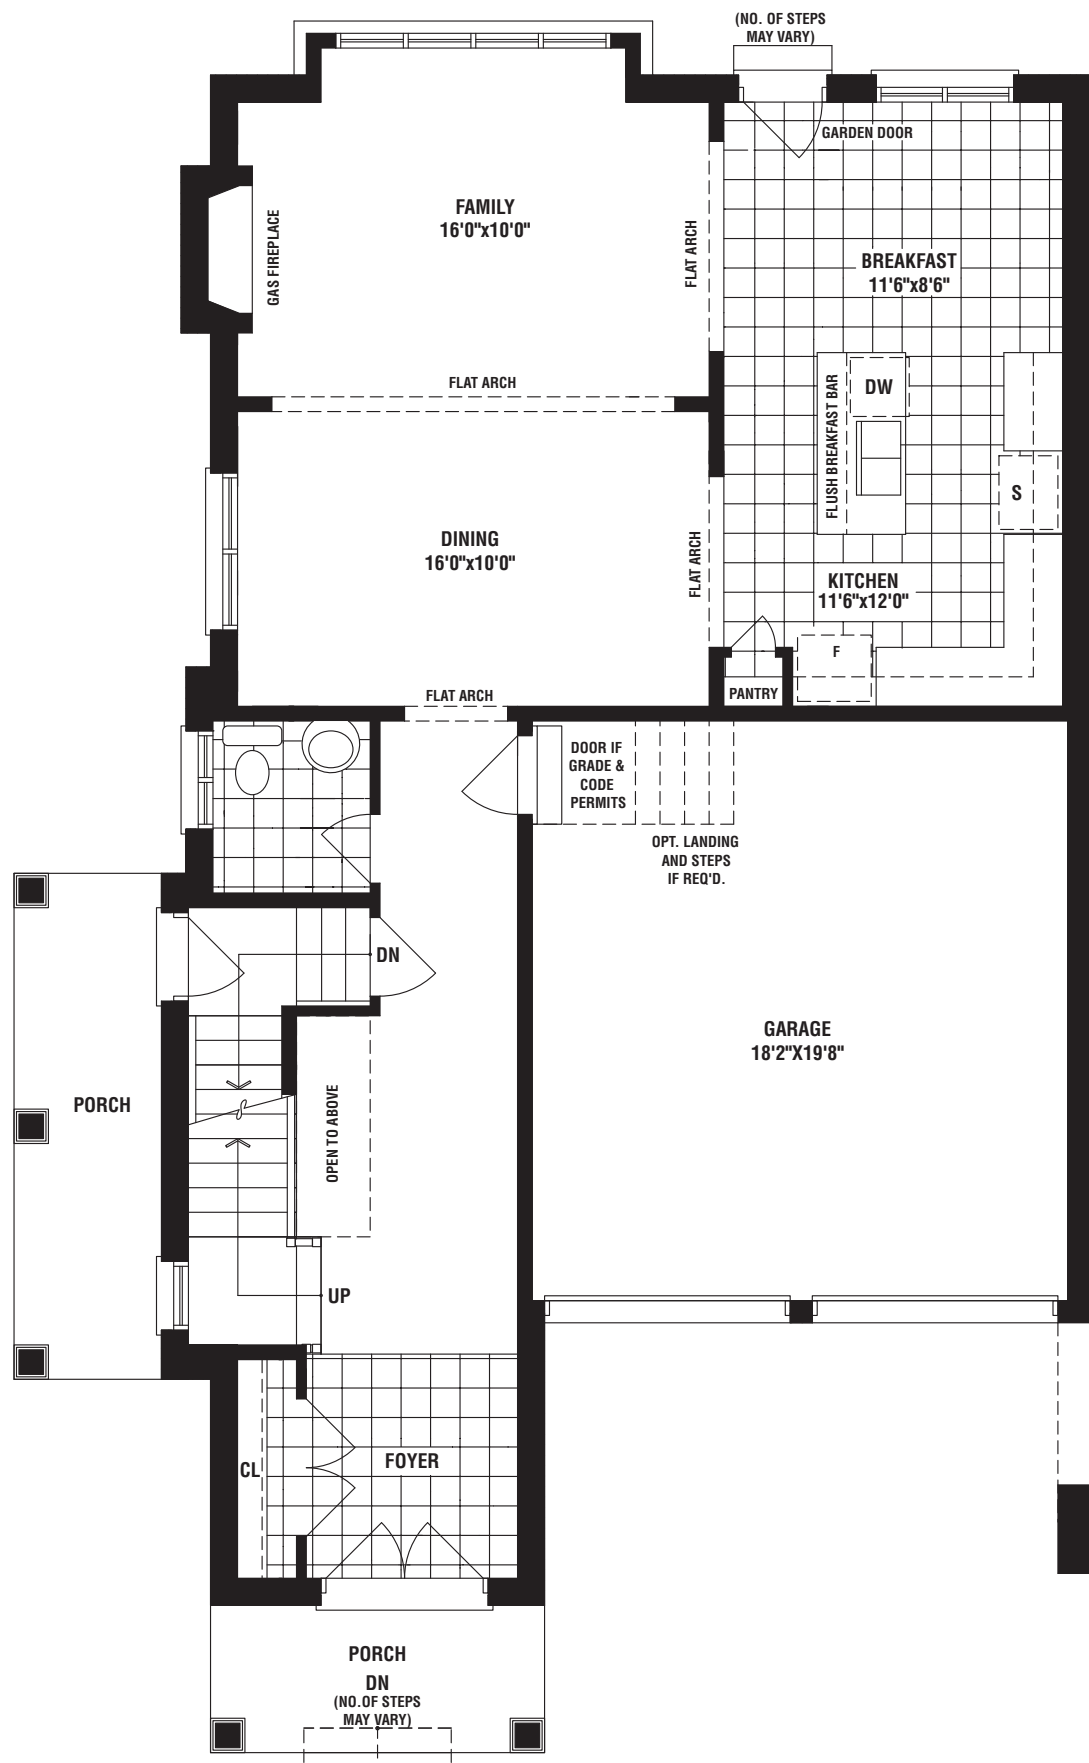 (NO. OF STEPS
MAY VARY)
GARDEN DOOR
FAMILY
16'0"x10'0"
GAS FIREPLACE
FLAT ARCH
BREAKFAST
11'6"x8'6"
FLAT ARCH
FLUSH BREAKFAST BAR
DW
S
DINING
16'0"x10'0"
FLAT ARCH
KITCHEN
11'6"x12'0"
F
PANTRY
FLAT ARCH
DOOR IF
GRADE &
CODE
PERMITS
OPT. LANDING
AND STEPS
IF REQ'D.
DN
GARAGE
18'2"X19'8"
PORCH
OPEN TO ABOVE
UP
CL
FOYER
PORCH
DN
(NO.OF STEPS
MAY VARY)